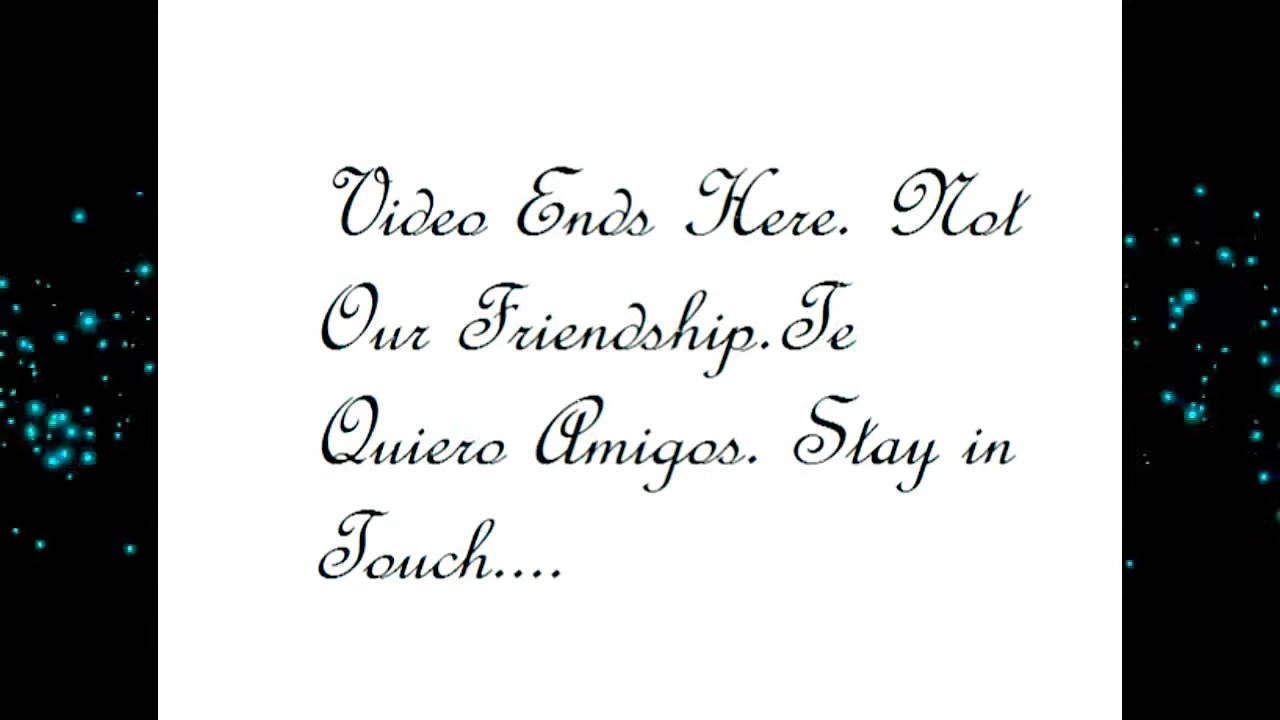 Video Ends Here. Not
Our Friendship.Te
Quiero Amigos. Stay in
Touch....